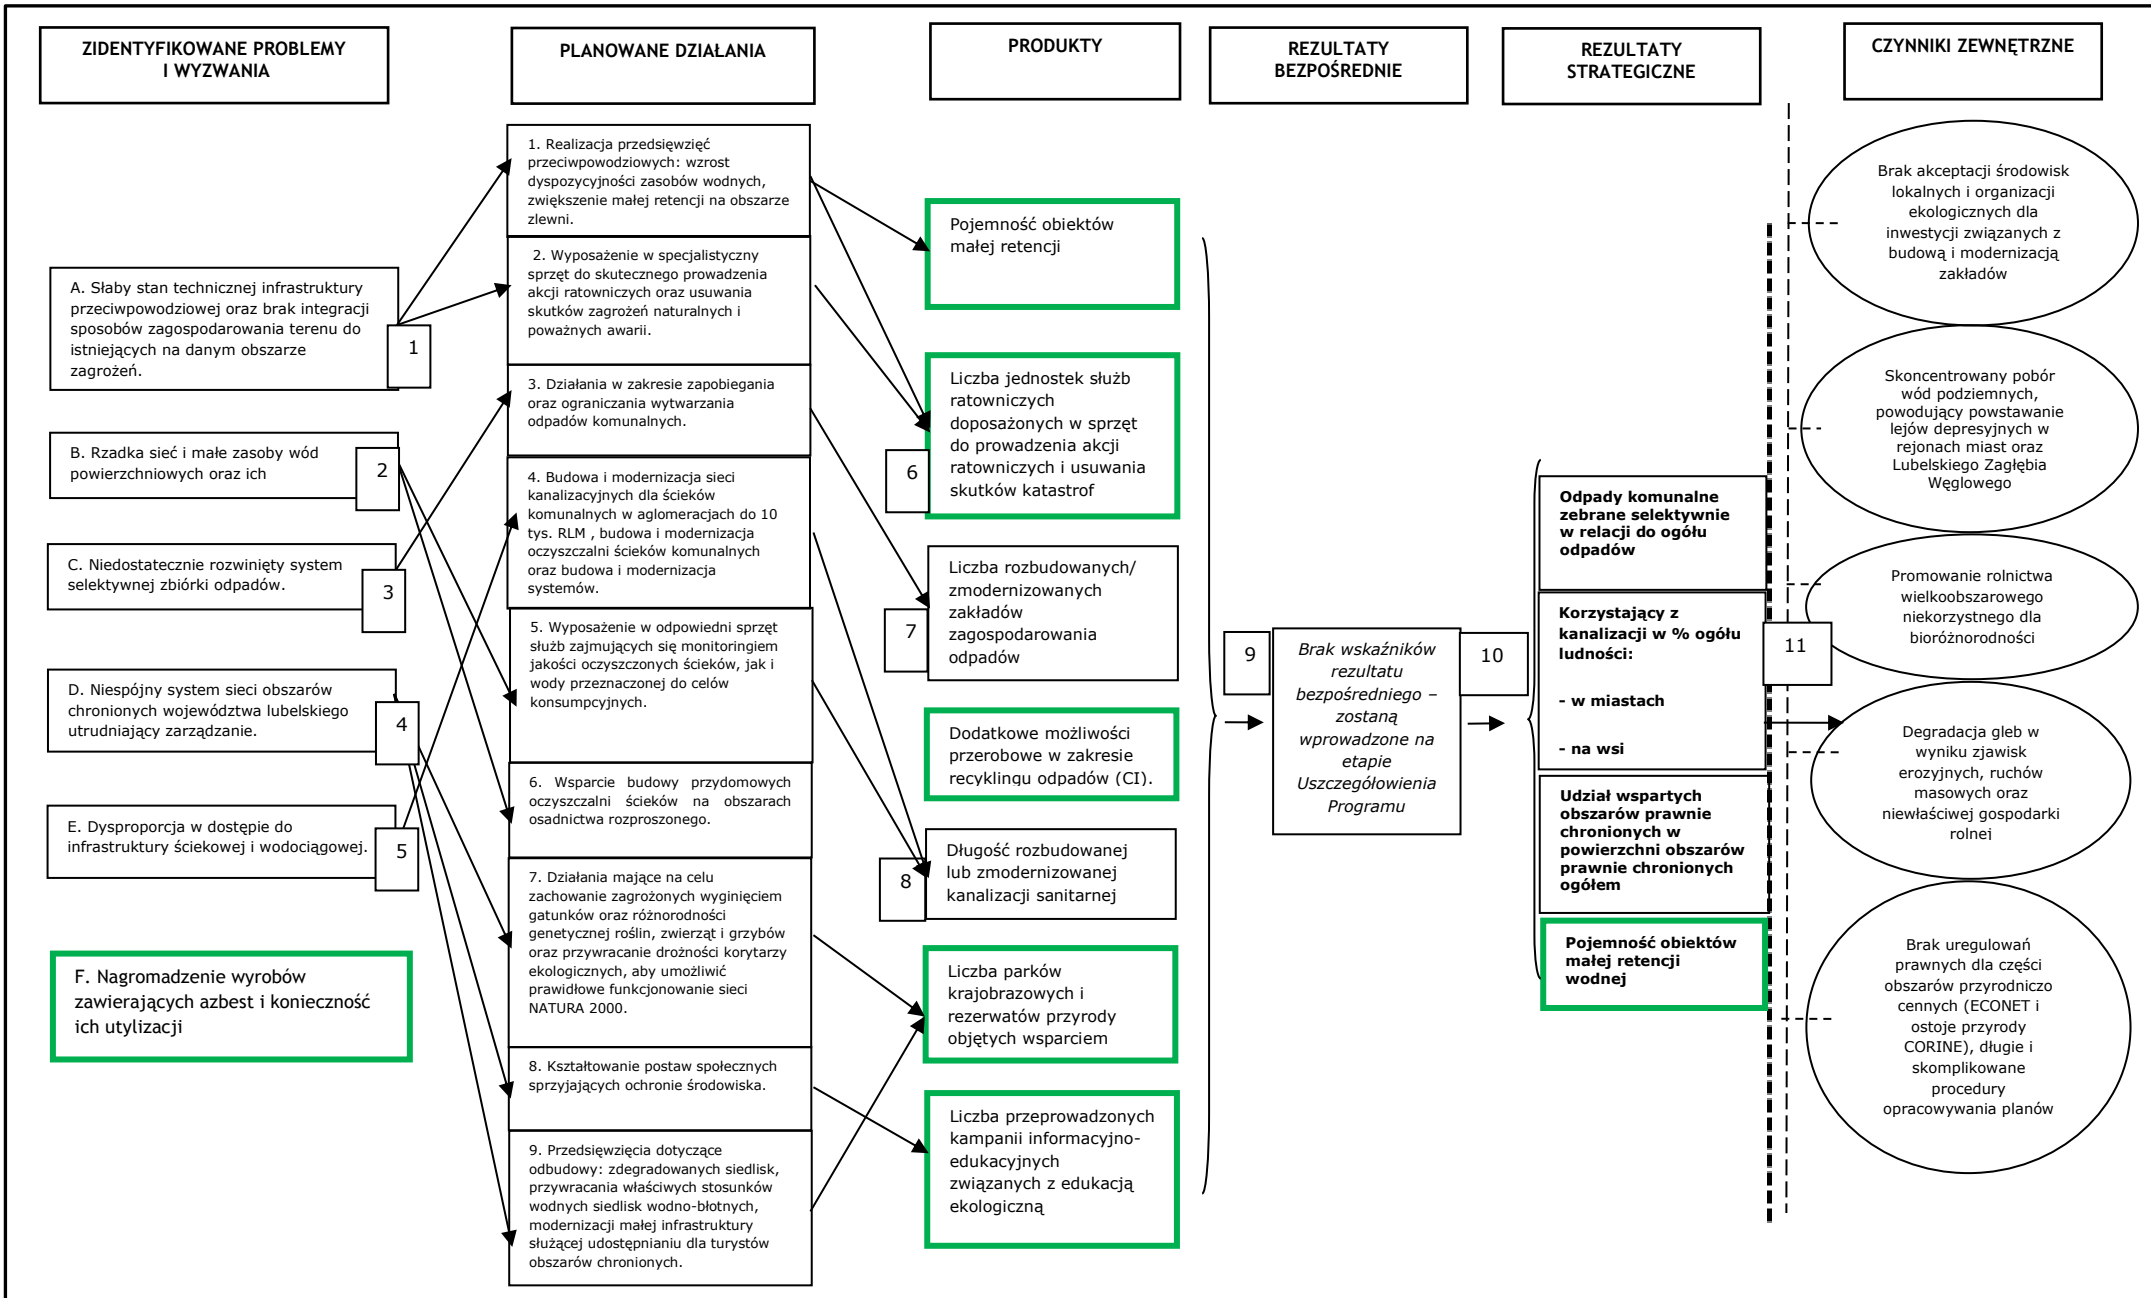 ZIDENTYFIKOWANE PROBLEMY
I WYZWANIA
PLANOWANE DZIAŁANIA
PRODUKTY
REZULTATY
BEZPOŚREDNIE
REZULTATY
STRATEGICZNE
CZYNNIKI ZEWNĘTRZNE
A. Słaby stan technicznej infrastruktury
przeciwpowodziowej oraz brak integracji
sposobów zagospodarowania terenu do
istniejących na danym obszarze
zagrożeń.
1
B. Rzadka sieć i małe zasoby wód
powierzchniowych oraz ich
2
C. Niedostatecznie rozwinięty system
selektywnej zbiórki odpadów.
3
D. Niespójny system sieci obszarów
chronionych województwa lubelskiego
utrudniający zarządzanie.
4
E. Dysproporcja w dostępie do
infrastruktury ściekowej i wodociągowej.
5
F. Nagromadzenie wyrobów
zawierających azbest i konieczność
ich utylizacji
1. Realizacja przedsięwzięć
przeciwpowodziowych: wzrost
dyspozycyjności zasobów wodnych,
zwiększenie małej retencji na obszarze
zlewni.
2. Wyposażenie w specjalistyczny
sprzęt do skutecznego prowadzenia
akcji ratowniczych oraz usuwania
skutków zagrożeń naturalnych i
poważnych awarii.
3. Działania w zakresie zapobiegania
oraz ograniczania wytwarzania
odpadów komunalnych.
4. Budowa i modernizacja sieci
kanalizacyjnych dla ścieków
komunalnych w aglomeracjach do 10
tys. RLM , budowa i modernizacja
oczyszczalni ścieków komunalnych
oraz budowa i modernizacja
systemów.
5. Wyposażenie w odpowiedni sprzęt
służb zajmujących się monitoringiem
jakości oczyszczonych ścieków, jak i
wody przeznaczonej do celów
konsumpcyjnych.
6. Wsparcie budowy przydomowych
oczyszczalni ścieków na obszarach
osadnictwa rozproszonego.
7. Działania mające na celu
zachowanie zagrożonych wyginięciem
gatunków oraz różnorodności
genetycznej roślin, zwierząt i grzybów
oraz przywracanie drożności korytarzy
ekologicznych, aby umożliwić
prawidłowe funkcjonowanie sieci
NATURA 2000.
8. Kształtowanie postaw społecznych
sprzyjających ochronie środowiska.
9. Przedsięwzięcia dotyczące
odbudowy: zdegradowanych siedlisk,
przywracania właściwych stosunków
wodnych siedlisk wodno-błotnych,
modernizacji małej infrastruktury
służącej udostępnianiu dla turystów
obszarów chronionych.
Pojemność obiektów
małej retencji
Liczba jednostek służb
ratowniczych
doposażonych w sprzęt
do prowadzenia akcji
ratowniczych i usuwania
skutków katastrof
6
Liczba rozbudowanych/
zmodernizowanych
zakładów
zagospodarowania
odpadów
7
Dodatkowe możliwości
przerobowe w zakresie
recyklingu odpadów (CI).
Długość rozbudowanej
lub zmodernizowanej
kanalizacji sanitarnej
8
Liczba parków
krajobrazowych i
rezerwatów przyrody
objętych wsparciem
Liczba przeprowadzonych
kampanii informacyjno-
edukacyjnych
związanych z edukacją
ekologiczną
9
Brak wskaźników
rezultatu
bezpośredniego –
zostaną
wprowadzone na
etapie
Uszczegółowienia
Programu
10
Odpady komunalne
zebrane selektywnie
w relacji do ogółu
odpadów
Korzystający z
kanalizacji w % ogółu
ludności:
- w miastach
- na wsi
Udział wspartych
obszarów prawnie
chronionych w
powierzchni obszarów
prawnie chronionych
ogółem
Pojemność obiektów
małej retencji
wodnej
11
Brak akceptacji środowisk
lokalnych i organizacji
ekologicznych dla
inwestycji związanych z
budową i modernizacją
zakładów
Skoncentrowany pobór
wód podziemnych,
powodujący powstawanie
lejów depresyjnych w
rejonach miast oraz
Lubelskiego Zagłębia
Węglowego
Promowanie rolnictwa
wielkoobszarowego
niekorzystnego dla
bioróżnorodności
Degradacja gleb w
wyniku zjawisk
erozyjnych, ruchów
masowych oraz
niewłaściwej gospodarki
rolnej
Brak uregulowań
prawnych dla części
obszarów przyrodniczo
cennych (ECONET i
ostoje przyrody
CORINE), długie i
skomplikowane
procedury
opracowywania planów